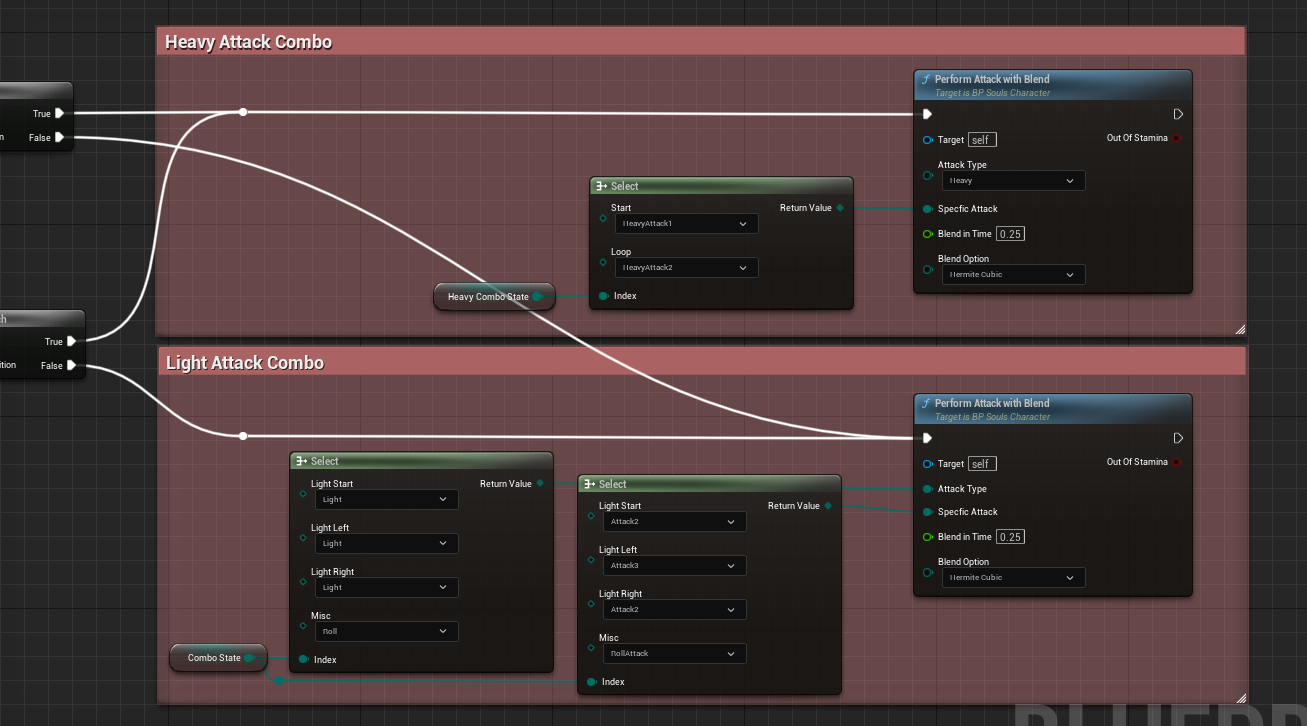 Heavy Attack Combo
True
n False
Perform Attack with Blend
Target is BP Souls Character
Target self
Out Of Stamina
Attack Type
Heavy
Specfic Attack
Blend in Time 0.25
Blend Option
Hermite Cubic
Select
Start
HeavyAttack1
Return Value
Loop
HeavyAttack2
Index
Heavy Combo State
h
True
ition False
Light Attack Combo
Perform Attack with Blend
Target is BP Souls Character
Target self
Out Of Stamina
Attack Type
Specfic Attack
Blend in Time 0.25
Blend Option
Hermite Cubic
Select
Light Start
Light
Return Value
Light Left
Light
Light Right
Light
Misc
Roll
Index
Select
Light Start
Attack2
Return Value
Light Left
Attack3
Light Right
Attack2
Misc
RollAttack
Index
Combo State